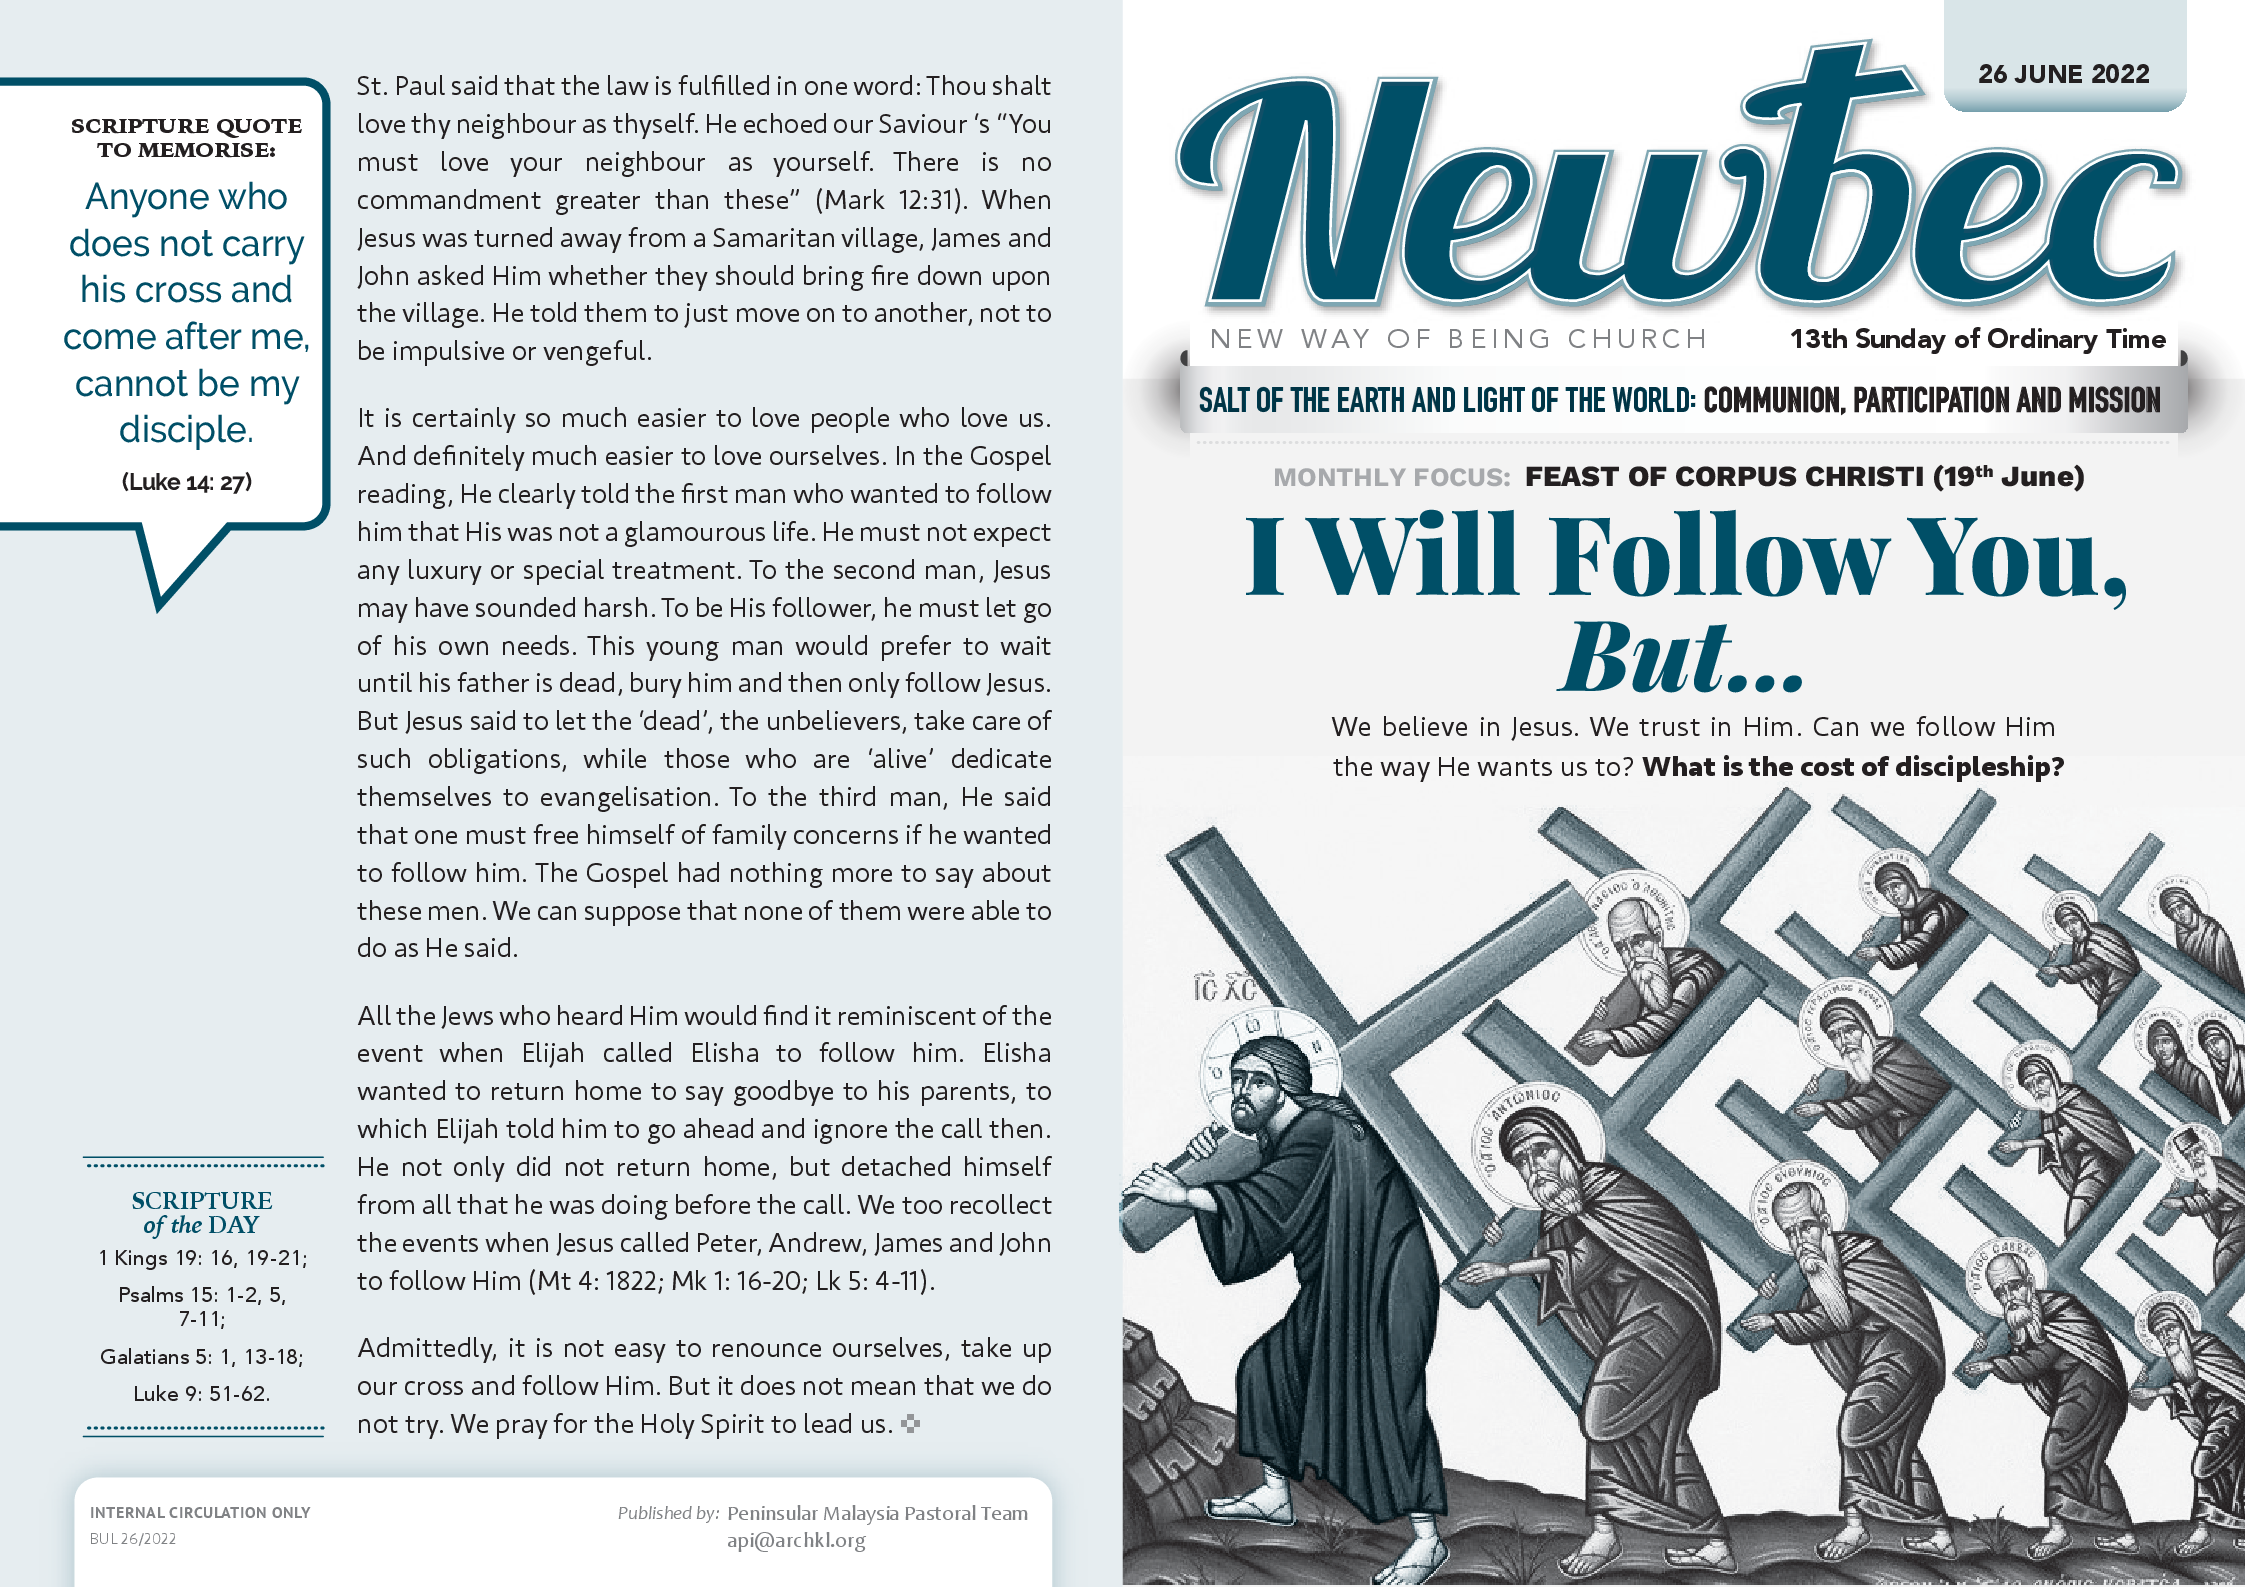 SCRIPTURE QUOTE
TO MEMORISE:
Anyone who
does not carry
his cross and
come after me,
cannot be my
disciple.
(Luke 14: 27)
SCRIPTURE
of the DAY
1 Kings 19: 16, 19-21;
Psalms 15: 1-2, 5,
7-11;
Galatians 5: 1, 13-18;
Luke 9: 51-62.
St. Paul said that the law is fulfilled in one word: Thou shalt
love thy neighbour as thyself. He echoed our Saviour ‘s “You
must love your neighbour as yourself. There is no
commandment greater than these” (Mark 12:31). When
Jesus was turned away from a Samaritan village, James and
John asked Him whether they should bring fire down upon
the village. He told them to just move on to another, not to
be impulsive or vengeful.
It is certainly so much easier to love people who love us.
And definitely much easier to love ourselves. In the Gospel
reading, He clearly told the first man who wanted to follow
him that His was not a glamourous life. He must not expect
any luxury or special treatment. To the second man, Jesus
may have sounded harsh. To be His follower, he must let go
of his own needs. This young man would prefer to wait
until his father is dead, bury him and then only follow Jesus.
But Jesus said to let the ‘dead’, the unbelievers, take care of
such obligations, while those who are ‘alive’ dedicate
themselves to evangelisation. To the third man, He said
that one must free himself of family concerns if he wanted
to follow him. The Gospel had nothing more to say about
these men. We can suppose that none of them were able to
do as He said.
All the Jews who heard Him would find it reminiscent of the
event when Elijah called Elisha to follow him. Elisha
wanted to return home to say goodbye to his parents, to
which Elijah told him to go ahead and ignore the call then.
He not only did not return home, but detached himself
from all that he was doing before the call. We too recollect
the events when Jesus called Peter, Andrew, James and John
to follow Him (Mt 4: 1822; Mk 1: 16-20; Lk 5: 4-11).
Admittedly, it is not easy to renounce ourselves, take up
our cross and follow Him. But it does not mean that we do
not try. We pray for the Holy Spirit to lead us.
INTERNAL CIRCULATION ONLY
BUL 26/2022
Published by: Peninsular Malaysia Pastoral Team
api@archkl.org
26 JUNE 2022
Newbec
NEW WAY OF BEING CHURCH
13th Sunday of Ordinary Time
SALT OF THE EARTH AND LIGHT OF THE WORLD: COMMUNION, PARTICIPATION AND MISSION
MONTHLY FOCUS: FEAST OF CORPUS CHRISTI (19th June)
I Will Follow You,
But...
We believe in Jesus. We trust in Him. Can we follow Him
the way He wants us to? What is the cost of discipleship?
ΙC ΧC
Ο Ω Ν